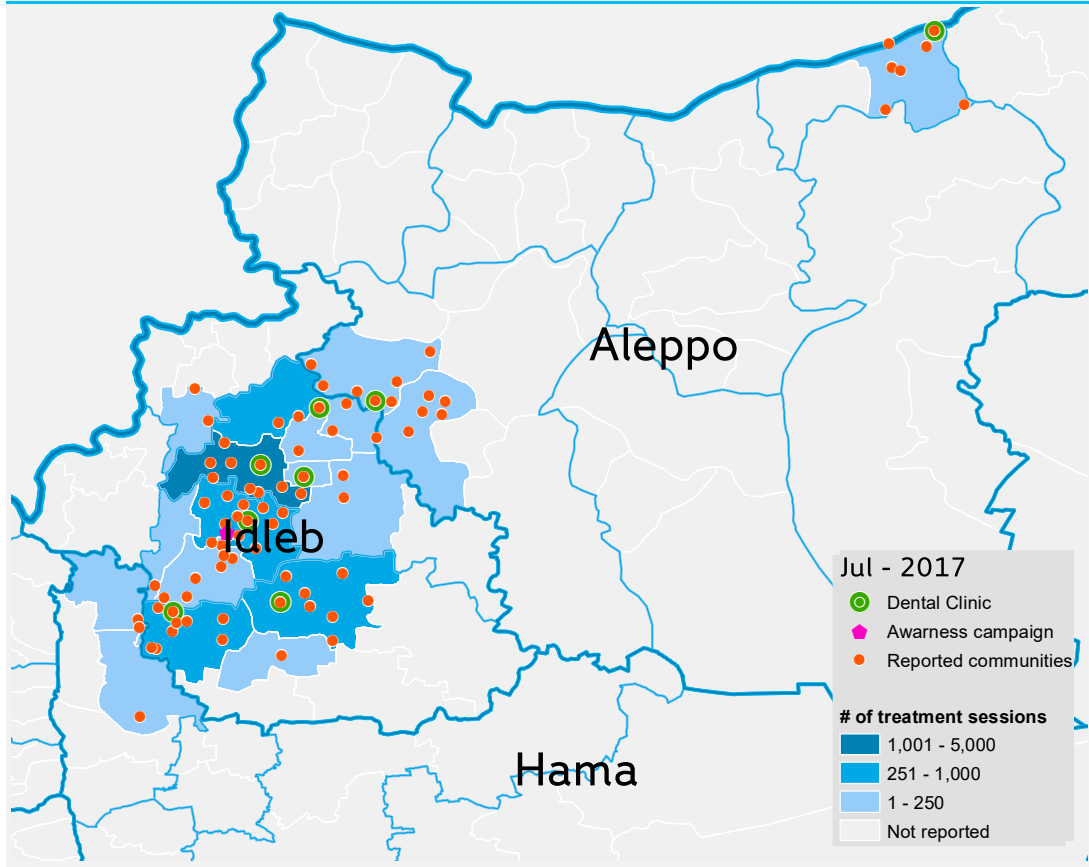 Aleppo
Idleb
Hama
Jul - 2017
Dental Clinic
Awarness campaign
Reported communities
# of treatment sessions
1,001 - 5,000
251 - 1,000
1 - 250
Not reported